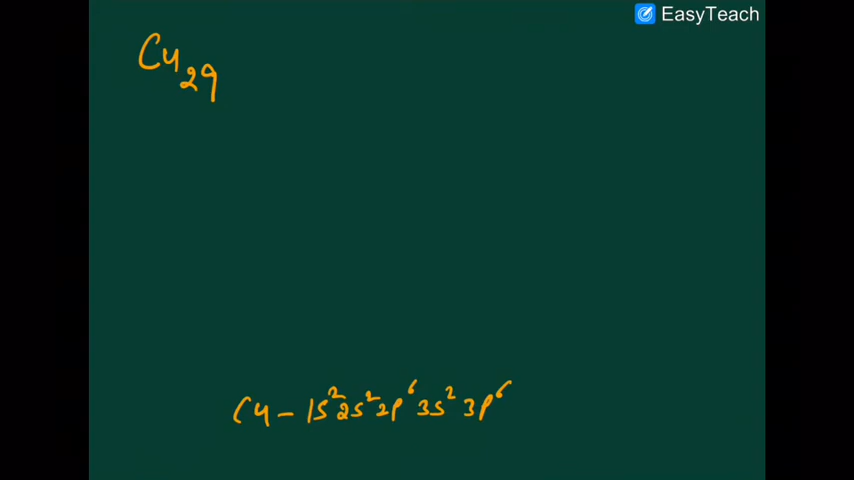 EasyTeach
Cu₂₉
Cu - 1s² 2s² 2p⁶ 3s² 3p⁶